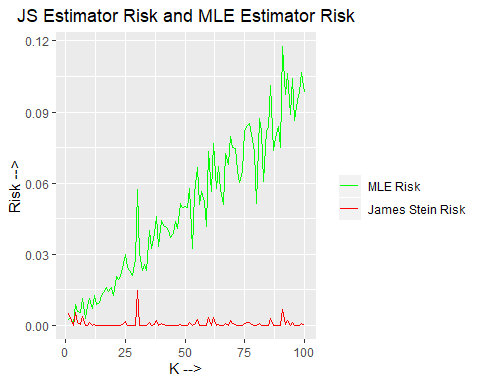 JS Estimator Risk and MLE Estimator Risk
0.12
0.09
0.06
0.03
0.00
Risk -->
0 25 50 75 100
K -->
MLE Risk
James Stein Risk